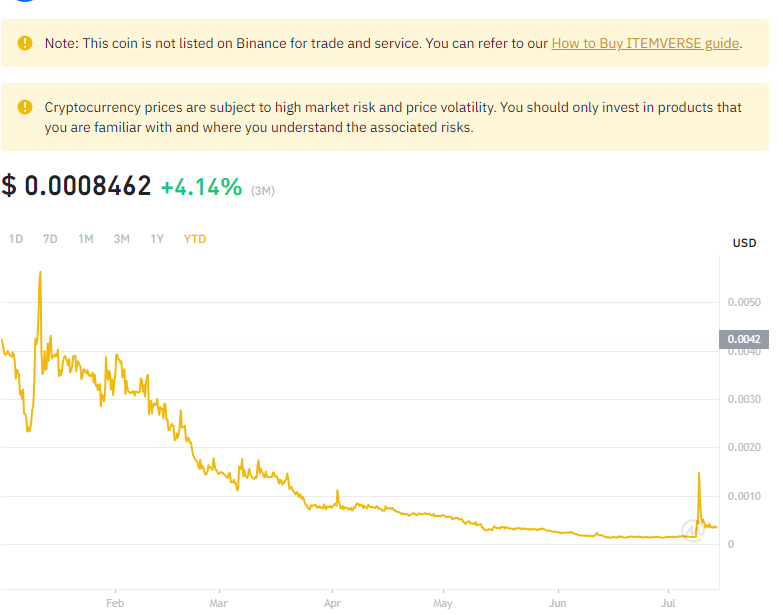 Note: This coin is not listed on Binance for trade and service. You can refer to our How to Buy ITEMVERSE guide.
Cryptocurrency prices are subject to high market risk and price volatility. You should only invest in products that
you are familiar with and where you understand the associated risks.
$ 0.0008462 +4.14% (3M)
1D 7D 1M 3M 1Y YTD
USD
0.0050
0.0042
0.0040
0.0030
0.0020
0.0010
0
Feb Mar Apr May Jun Jul